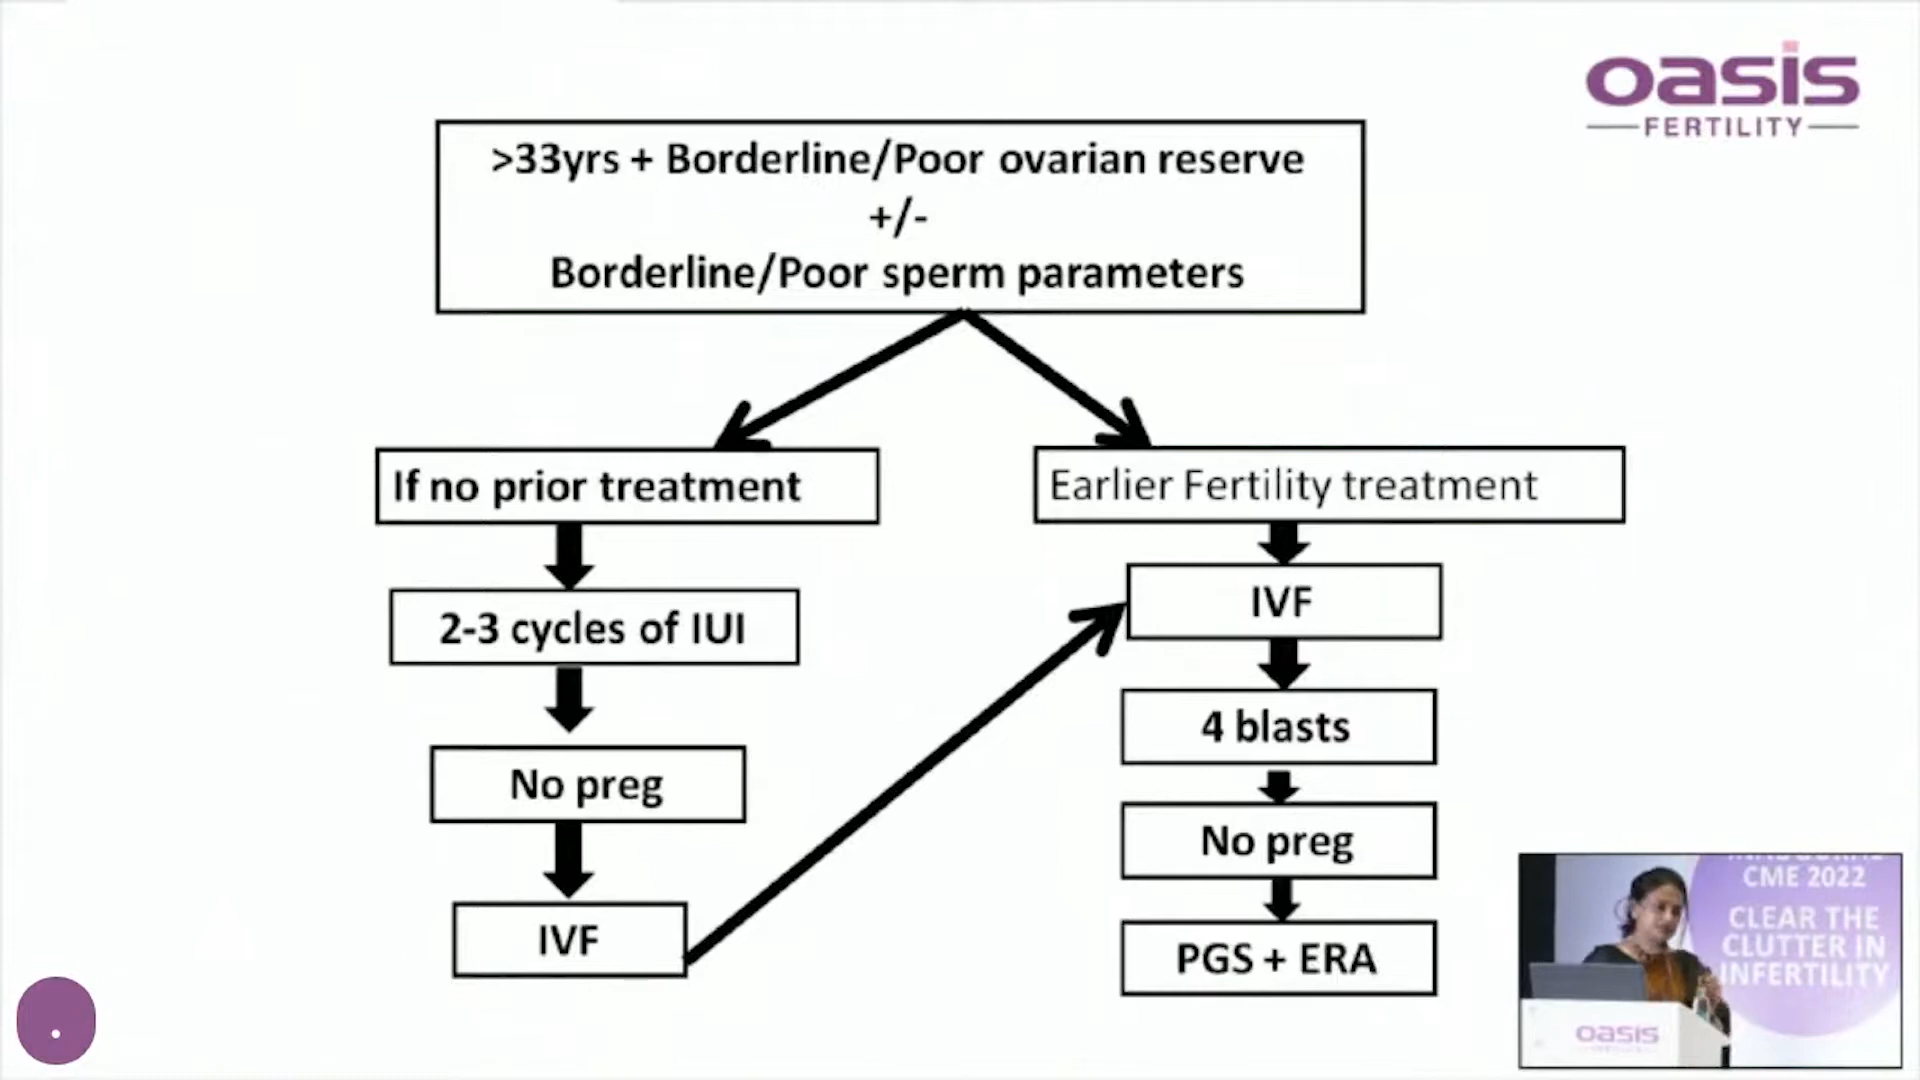 oasis
FERTILITY
>33yrs + Borderline/Poor ovarian reserve
+/-
Borderline/Poor sperm parameters
If no prior treatment
Earlier Fertility treatment
2-3 cycles of IUI
No preg
IVF
IVF
4 blasts
No preg
PGS + ERA
CME 2022
CLEAR THE
CLUTTER IN
INFERTILITY
oasis